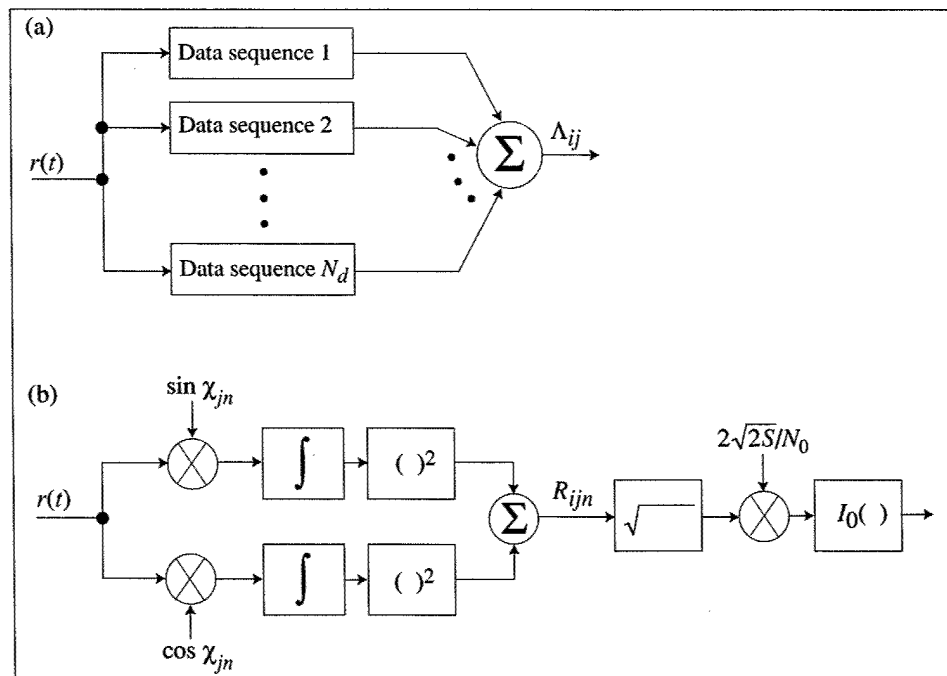 (a)
Data sequence 1
Data sequence 2
r(t)
Λij
Σ
Data sequence Nd
(b)
sin χjn
2√2S/N0
∫
( )²
r(t)
Rijn
Σ
√
I0( )
∫
( )²
cos χjn